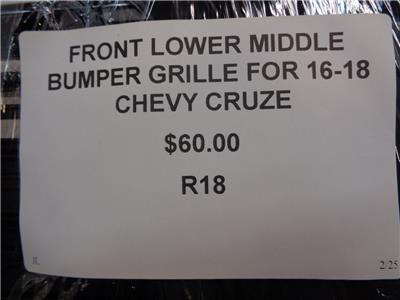 FRONT LOWER MIDDLE
BUMPER GRILLE FOR 16-18
CHEVY CRUZE
$60.00
R18
JL 2/25